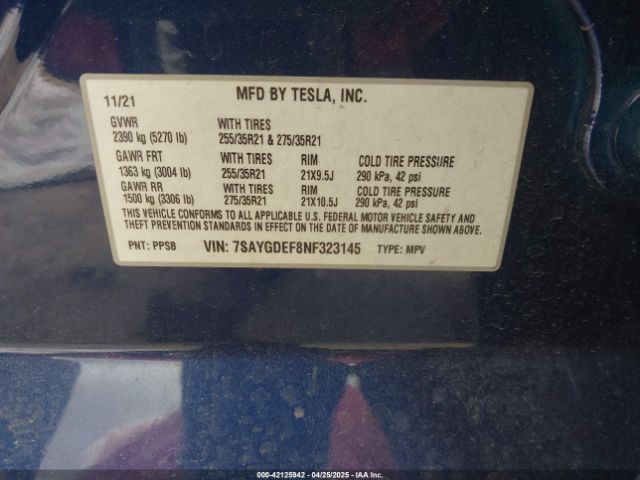 11/21 MFD BY TESLA, INC.
GVWR
2390 kg (5270 lb) WITH TIRES 255/35R21 & 275/35R21
GAWR FRT WITH TIRES RIM COLD TIRE PRESSURE
1363 kg (3004 lb) 255/35R21 21X9.5J 290 kPa, 42 psi
GAWR RR WITH TIRES RIM COLD TIRE PRESSURE
1500 kg (3306 lb) 275/35R21 21X10.5J 290 kPa, 42 psi
THIS VEHICLE CONFORMS TO ALL APPLICABLE U.S. FEDERAL MOTOR VEHICLE SAFETY AND
THEFT PREVENTION STANDARDS IN EFFECT ON THE DATE OF MANUFACTURE SHOWN ABOVE.
PNT: PPSB VIN: 7SAYGDEF8NF323145 TYPE: MPV
000-42125942 - 04/25/2025 - IAA Inc.